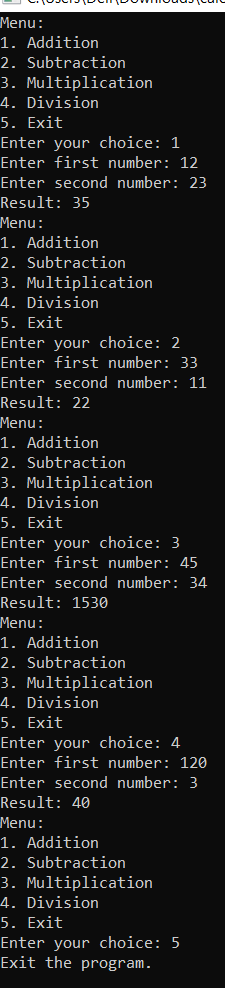 C:\Users\Dell\Downloads\calc
Menu:
1. Addition
2. Subtraction
3. Multiplication
4. Division
5. Exit
Enter your choice: 1
Enter first number: 12
Enter second number: 23
Result: 35
Menu:
1. Addition
2. Subtraction
3. Multiplication
4. Division
5. Exit
Enter your choice: 2
Enter first number: 33
Enter second number: 11
Result: 22
Menu:
1. Addition
2. Subtraction
3. Multiplication
4. Division
5. Exit
Enter your choice: 3
Enter first number: 45
Enter second number: 34
Result: 1530
Menu:
1. Addition
2. Subtraction
3. Multiplication
4. Division
5. Exit
Enter your choice: 4
Enter first number: 120
Enter second number: 3
Result: 40
Menu:
1. Addition
2. Subtraction
3. Multiplication
4. Division
5. Exit
Enter your choice: 5
Exit the program.